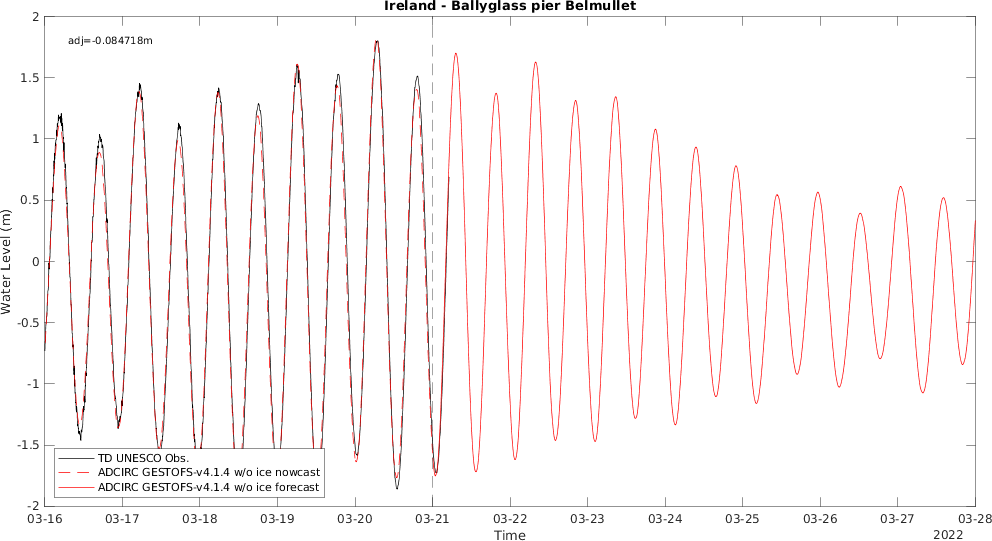 Ireland - Ballyglass pier Belmullet
adj=-0.084718m
2
1.5
1
0.5
0
-0.5
-1
-1.5
-2
Water Level (m)
TD UNESCO Obs.
ADCIRC GESTOFS-v4.1.4 w/o ice nowcast
ADCIRC GESTOFS-v4.1.4 w/o ice forecast
03-16 03-17 03-18 03-19 03-20 03-21 03-22 03-23 03-24 03-25 03-26 03-27 03-28
Time
2022